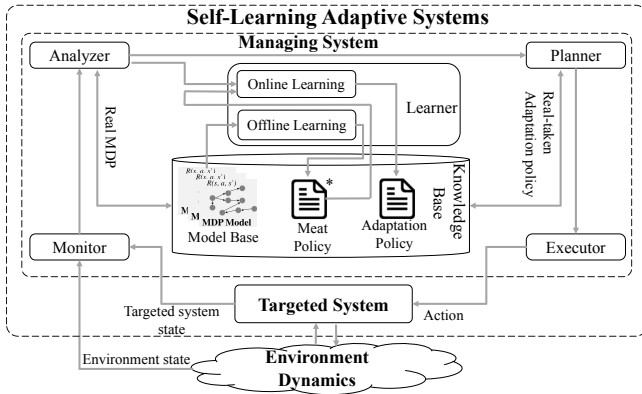 Self-Learning Adaptive Systems
Managing System
Analyzer
Planner
Online Learning
Learner
Offline Learning
Real MDP
Real-taken
Adaptation policy
R(s, a, s')
R(s, a, s')
R(s, a, s')
M
M
MDP Model
Model Base
*
Meat
Policy
Adaptation
Policy
Knowledge
Base
Monitor
Executor
Targeted System
Targeted system
state
Action
Environment state
Environment
Dynamics